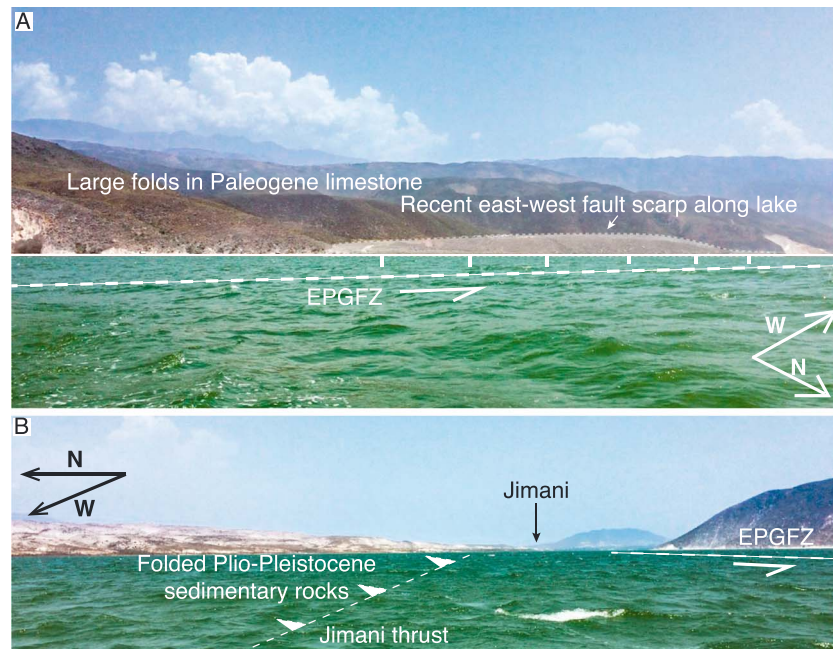 A
Large folds in Paleogene limestone
Recent east-west fault scarp along lake
EPGFZ
W
N
B
N
W
Jimani
EPGFZ
Folded Plio-Pleistocene
sedimentary rocks
Jimani thrust